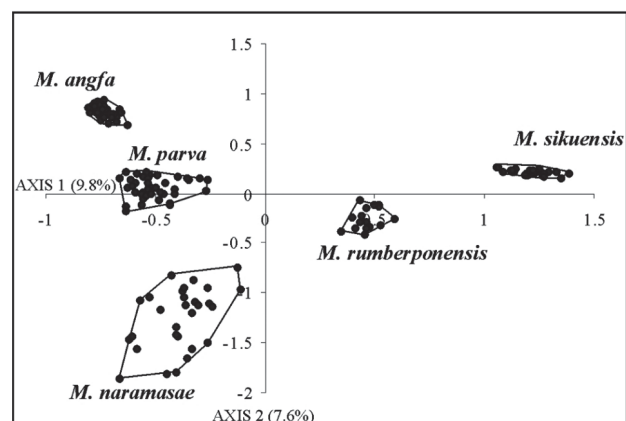 1.5
M. angfa
1
M. sikuensis
M. parva
0.5
AXIS 1 (9.8%)
0
-1
-0.5
0
0.5
1
1.5
-0.5
M. rumberponensis
-1
-1.5
M. naramasae
-2
AXIS 2 (7.6%)